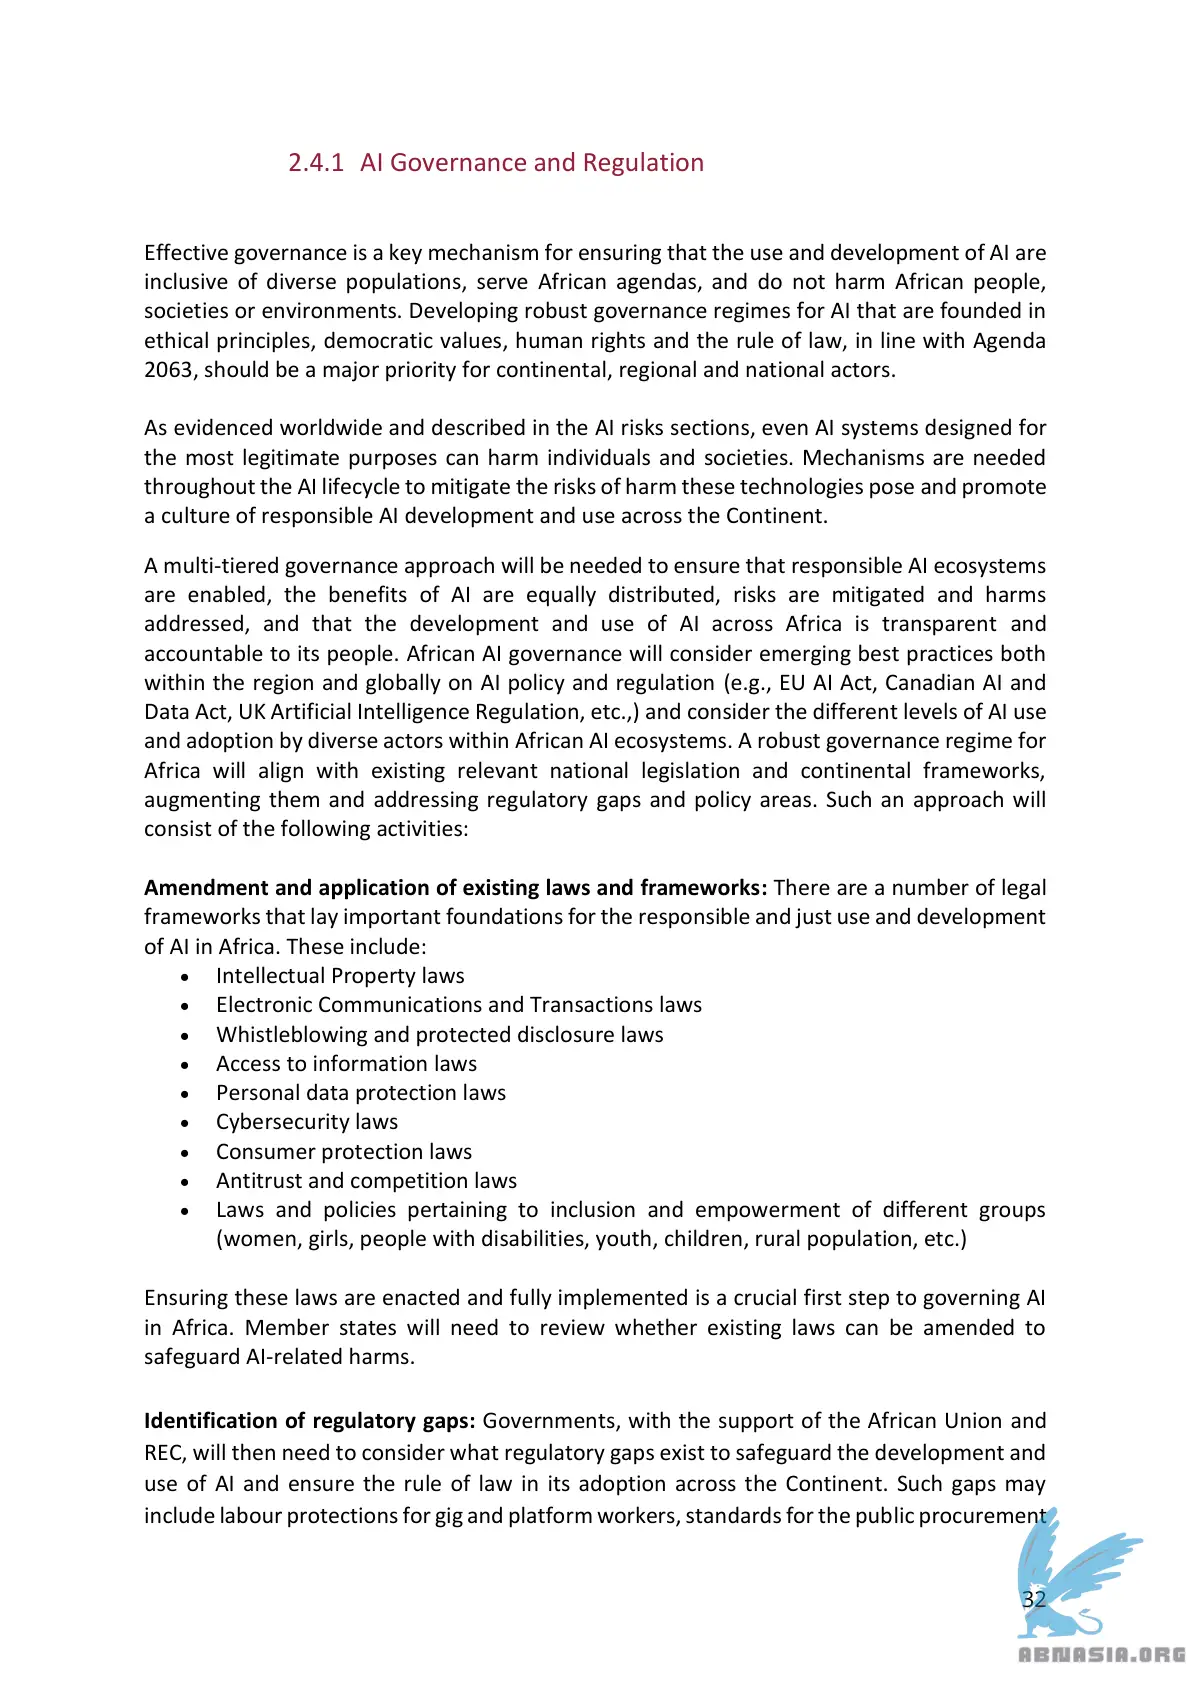 2.4.1 AI Governance and Regulation
Effective governance is a key mechanism for ensuring that the use and development of AI are
inclusive of diverse populations, serve African agendas, and do not harm African people,
societies or environments. Developing robust governance regimes for AI that are founded in
ethical principles, democratic values, human rights and the rule of law, in line with Agenda
2063, should be a major priority for continental, regional and national actors.
As evidenced worldwide and described in the AI risks sections, even AI systems designed for
the most legitimate purposes can harm individuals and societies. Mechanisms are needed
throughout the AI lifecycle to mitigate the risks of harm these technologies pose and promote
a culture of responsible AI development and use across the Continent.
A multi-tiered governance approach will be needed to ensure that responsible AI ecosystems
are enabled, the benefits of AI are equally distributed, risks are mitigated and harms
addressed, and that the development and use of AI across Africa is transparent and
accountable to its people. African AI governance will consider emerging best practices both
within the region and globally on AI policy and regulation (e.g., EU AI Act, Canadian AI and
Data Act, UK Artificial Intelligence Regulation, etc.,) and consider the different levels of AI use
and adoption by diverse actors within African AI ecosystems. A robust governance regime for
Africa will align with existing relevant national legislation and continental frameworks,
augmenting them and addressing regulatory gaps and policy areas. Such an approach will
consist of the following activities:
Amendment and application of existing laws and frameworks: There are a number of legal
frameworks that lay important foundations for the responsible and just use and development
of AI in Africa. These include:
• Intellectual Property laws
• Electronic Communications and Transactions laws
• Whistleblowing and protected disclosure laws
• Access to information laws
• Personal data protection laws
• Cybersecurity laws
• Consumer protection laws
• Antitrust and competition laws
• Laws and policies pertaining to inclusion and empowerment of different groups
(women, girls, people with disabilities, youth, children, rural population, etc.)
Ensuring these laws are enacted and fully implemented is a crucial first step to governing AI
in Africa. Member states will need to review whether existing laws can be amended to
safeguard AI-related harms.
Identification of regulatory gaps: Governments, with the support of the African Union and
REC, will then need to consider what regulatory gaps exist to safeguard the development and
use of AI and ensure the rule of law in its adoption across the Continent. Such gaps may
include labour protections for gig and platform workers, standards for the public procurement
32
ABNASIA.ORG